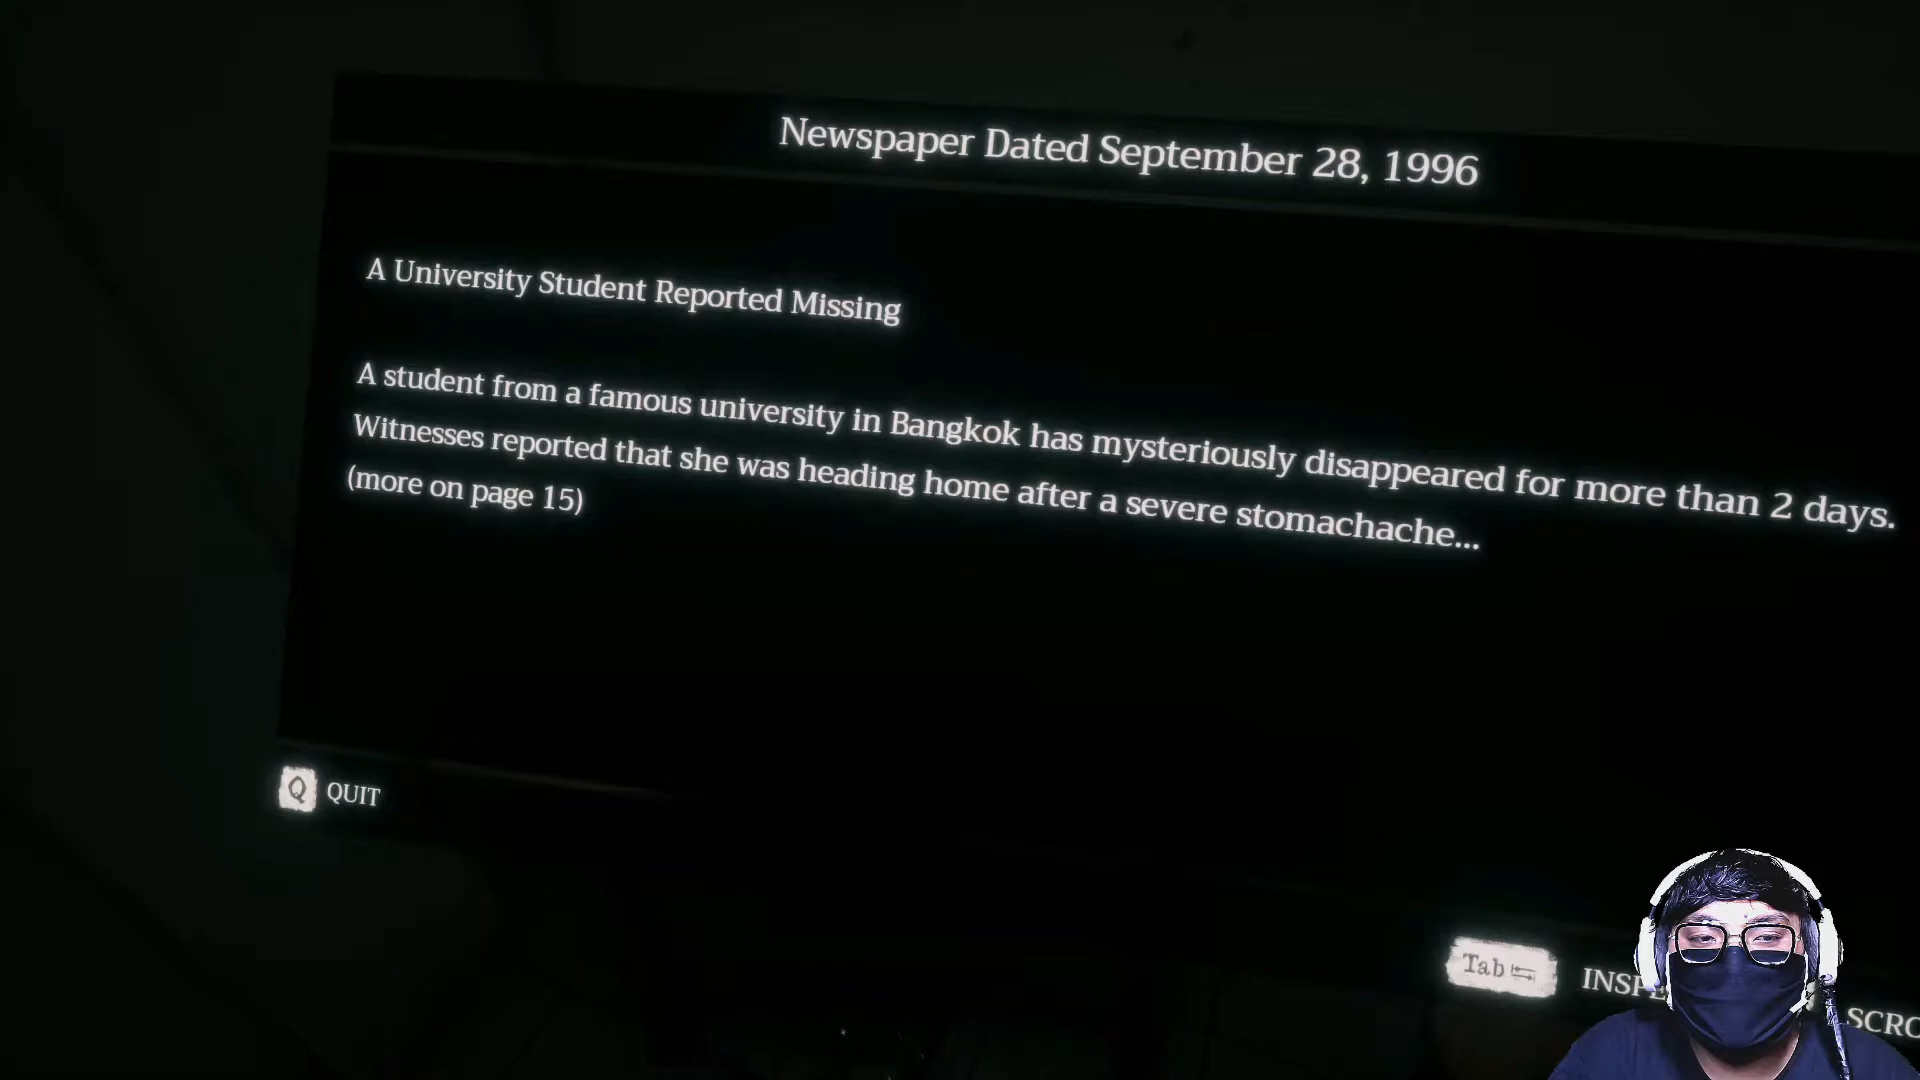 Newspaper Dated September 28, 1996
A University Student Reported Missing
A student from a famous university in Bangkok has mysteriously disappeared for more than 2 days.
Witnesses reported that she was heading home after a severe stomachache...
(more on page 15)
Q QUIT
Tab